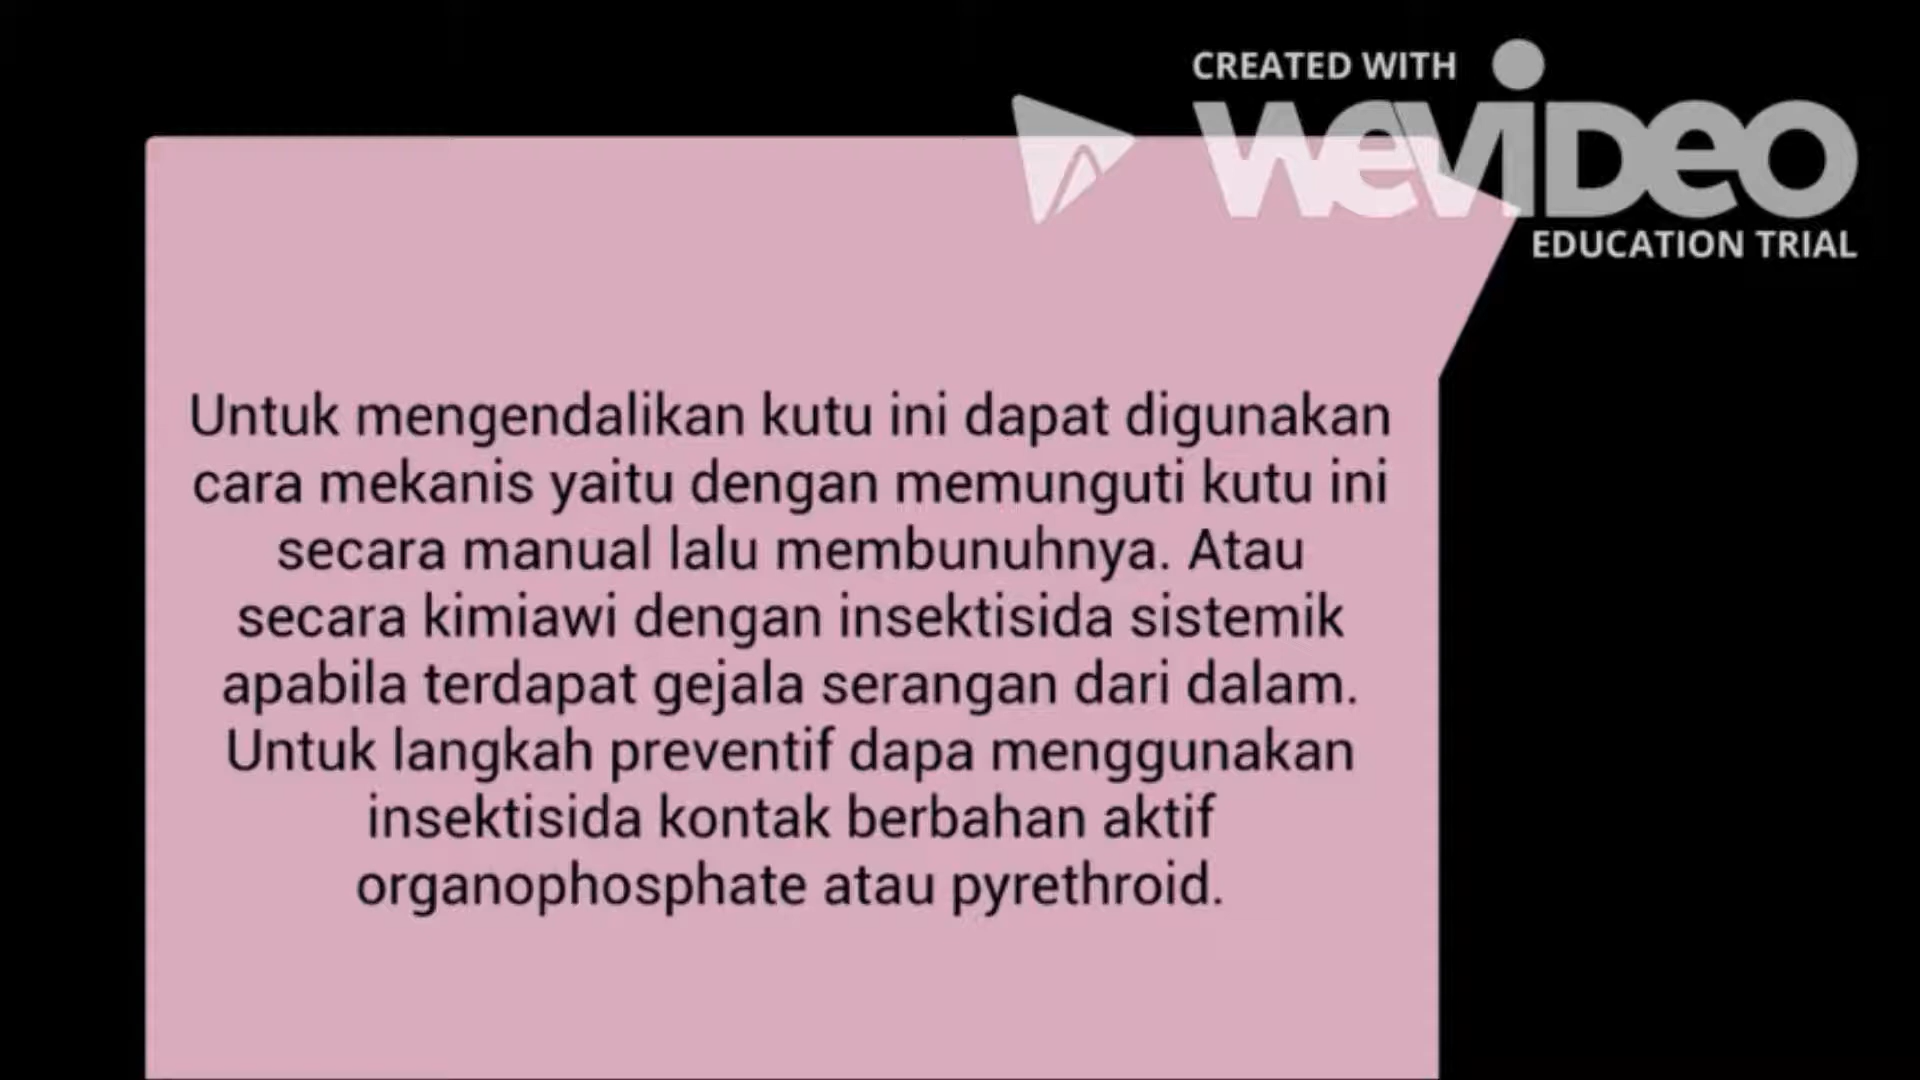 CREATED WITH
WeVIDEO
EDUCATION TRIAL
Untuk mengendalikan kutu ini dapat digunakan
cara mekanis yaitu dengan memunguti kutu ini
secara manual lalu membunuhnya. Atau
secara kimiawi dengan insektisida sistemik
apabila terdapat gejala serangan dari dalam.
Untuk langkah preventif dapa menggunakan
insektisida kontak berbahan aktif
organophosphate atau pyrethroid.